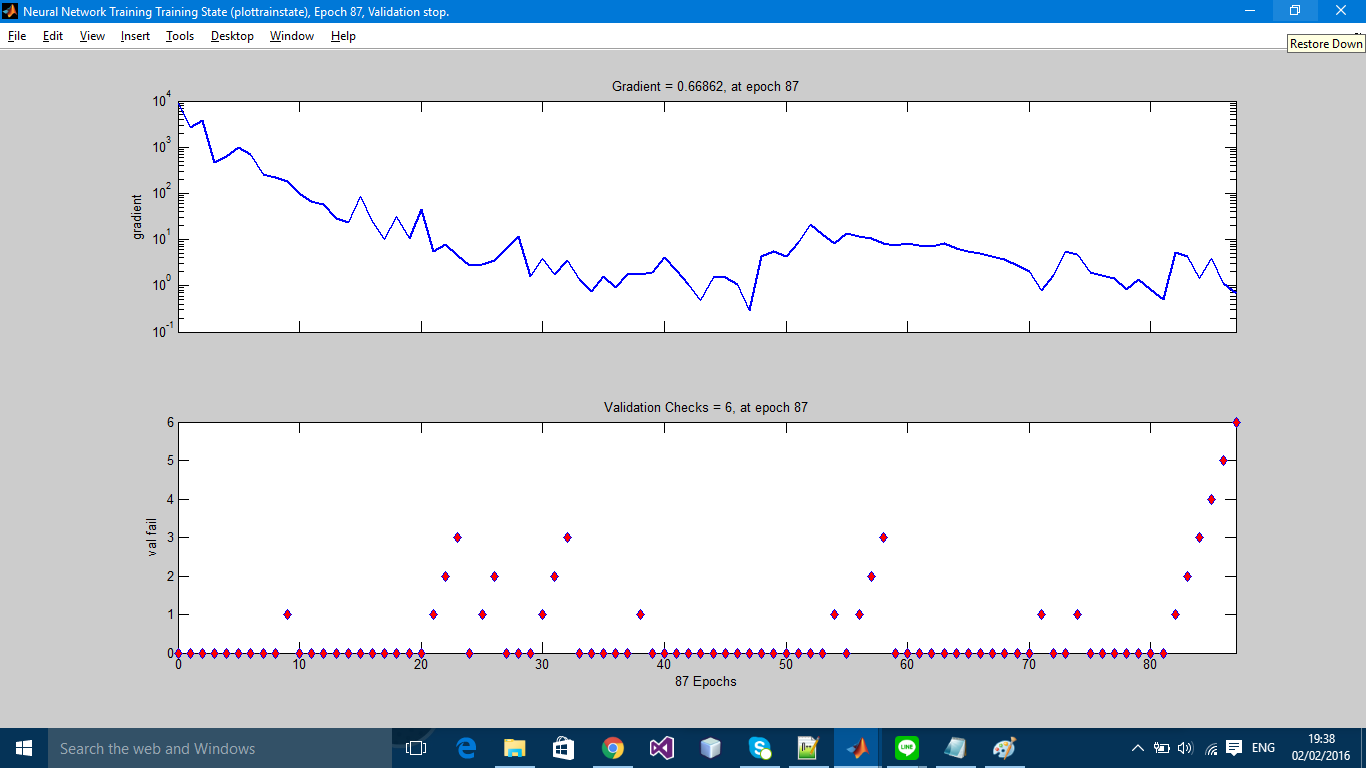 Neural Network Training Training State (plottrainstate), Epoch 87, Validation stop.
File Edit View Insert Tools Desktop Window Help
Restore Down
Gradient = 0.66862, at epoch 87
10^4
10^3
10^2
10^1
10^0
10^-1
gradient
Validation Checks = 6, at epoch 87
6
5
4
3
2
1
0
val fail
0 10 20 30 40 50 60 70 80
87 Epochs
Search the web and Windows
LINE
ENG
19:38
02/02/2016